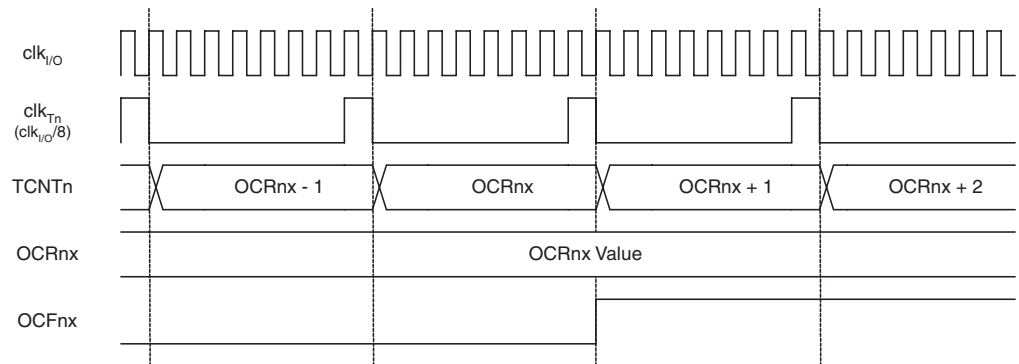 clkI/O
clkTn
(clkI/O/8)
TCNTn OCRnx - 1 OCRnx OCRnx + 1 OCRnx + 2
OCRnx OCRnx Value
OCFnx